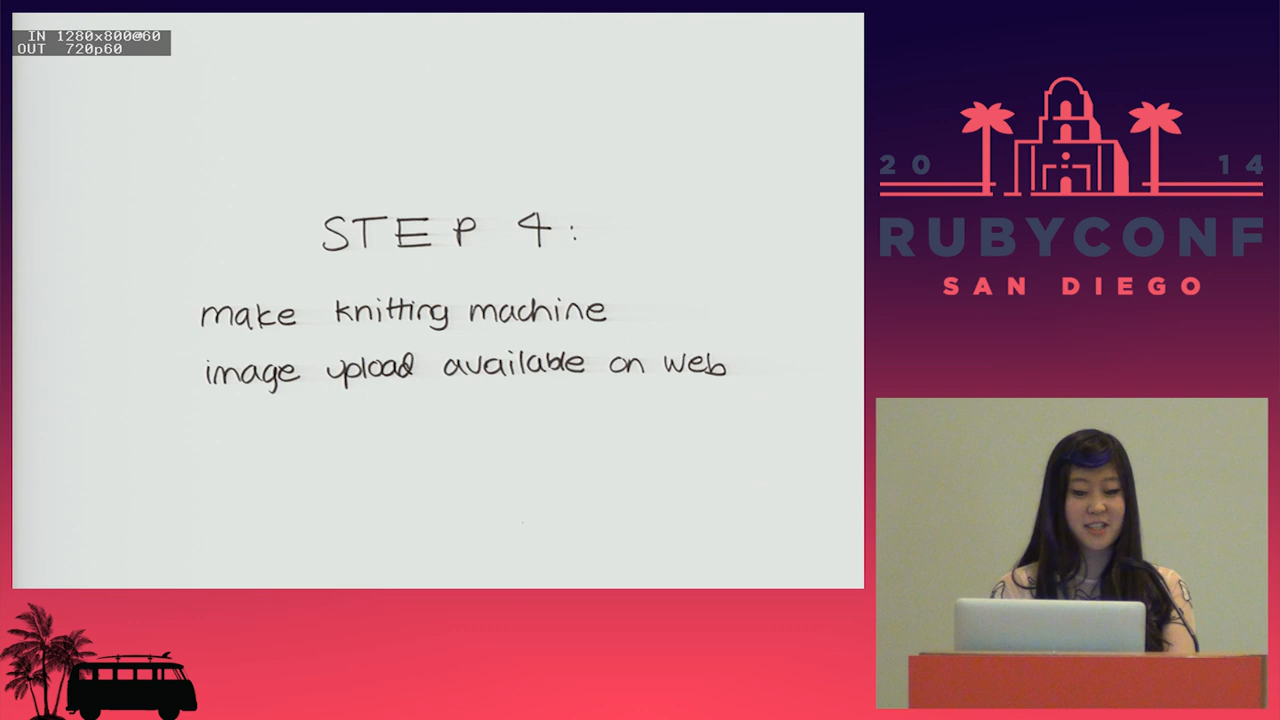 IN 1280x800@60
OUT 720p60
STEP 4:
make knitting machine
image upload available on web
20 14
RUBYCONF
SAN DIEGO